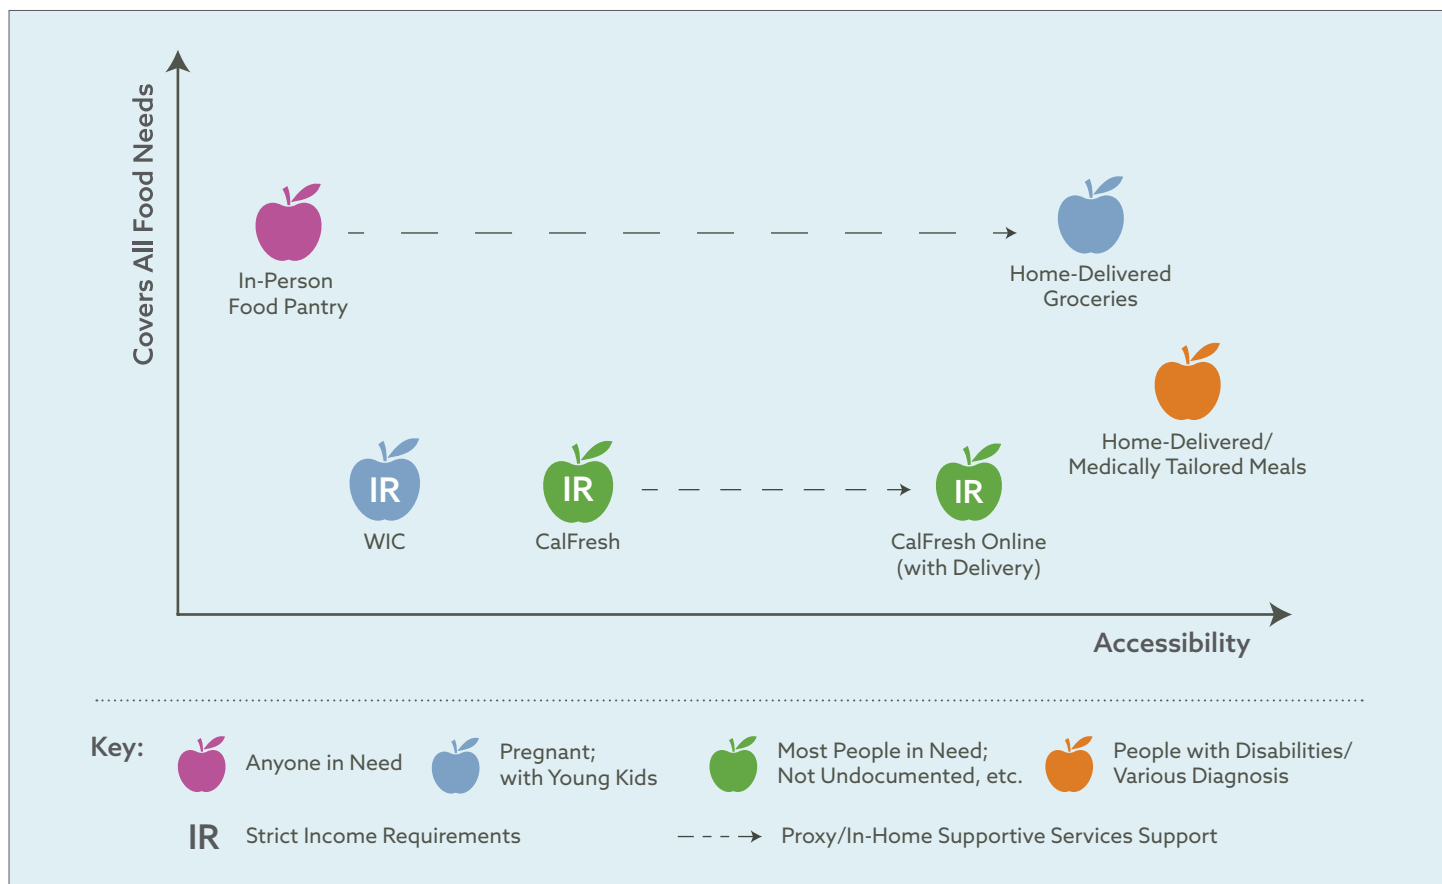 Covers All Food Needs
In-Person
Food Pantry
Home-Delivered
Groceries
Home-Delivered/
Medically Tailored Meals
IR
WIC
IR
CalFresh
IR
CalFresh Online
(with Delivery)
Accessibility
Key:
Anyone in Need
Pregnant;
with Young Kids
Most People in Need;
Not Undocumented, etc.
People with Disabilities/
Various Diagnosis
IR Strict Income Requirements
Proxy/In-Home Supportive Services Support